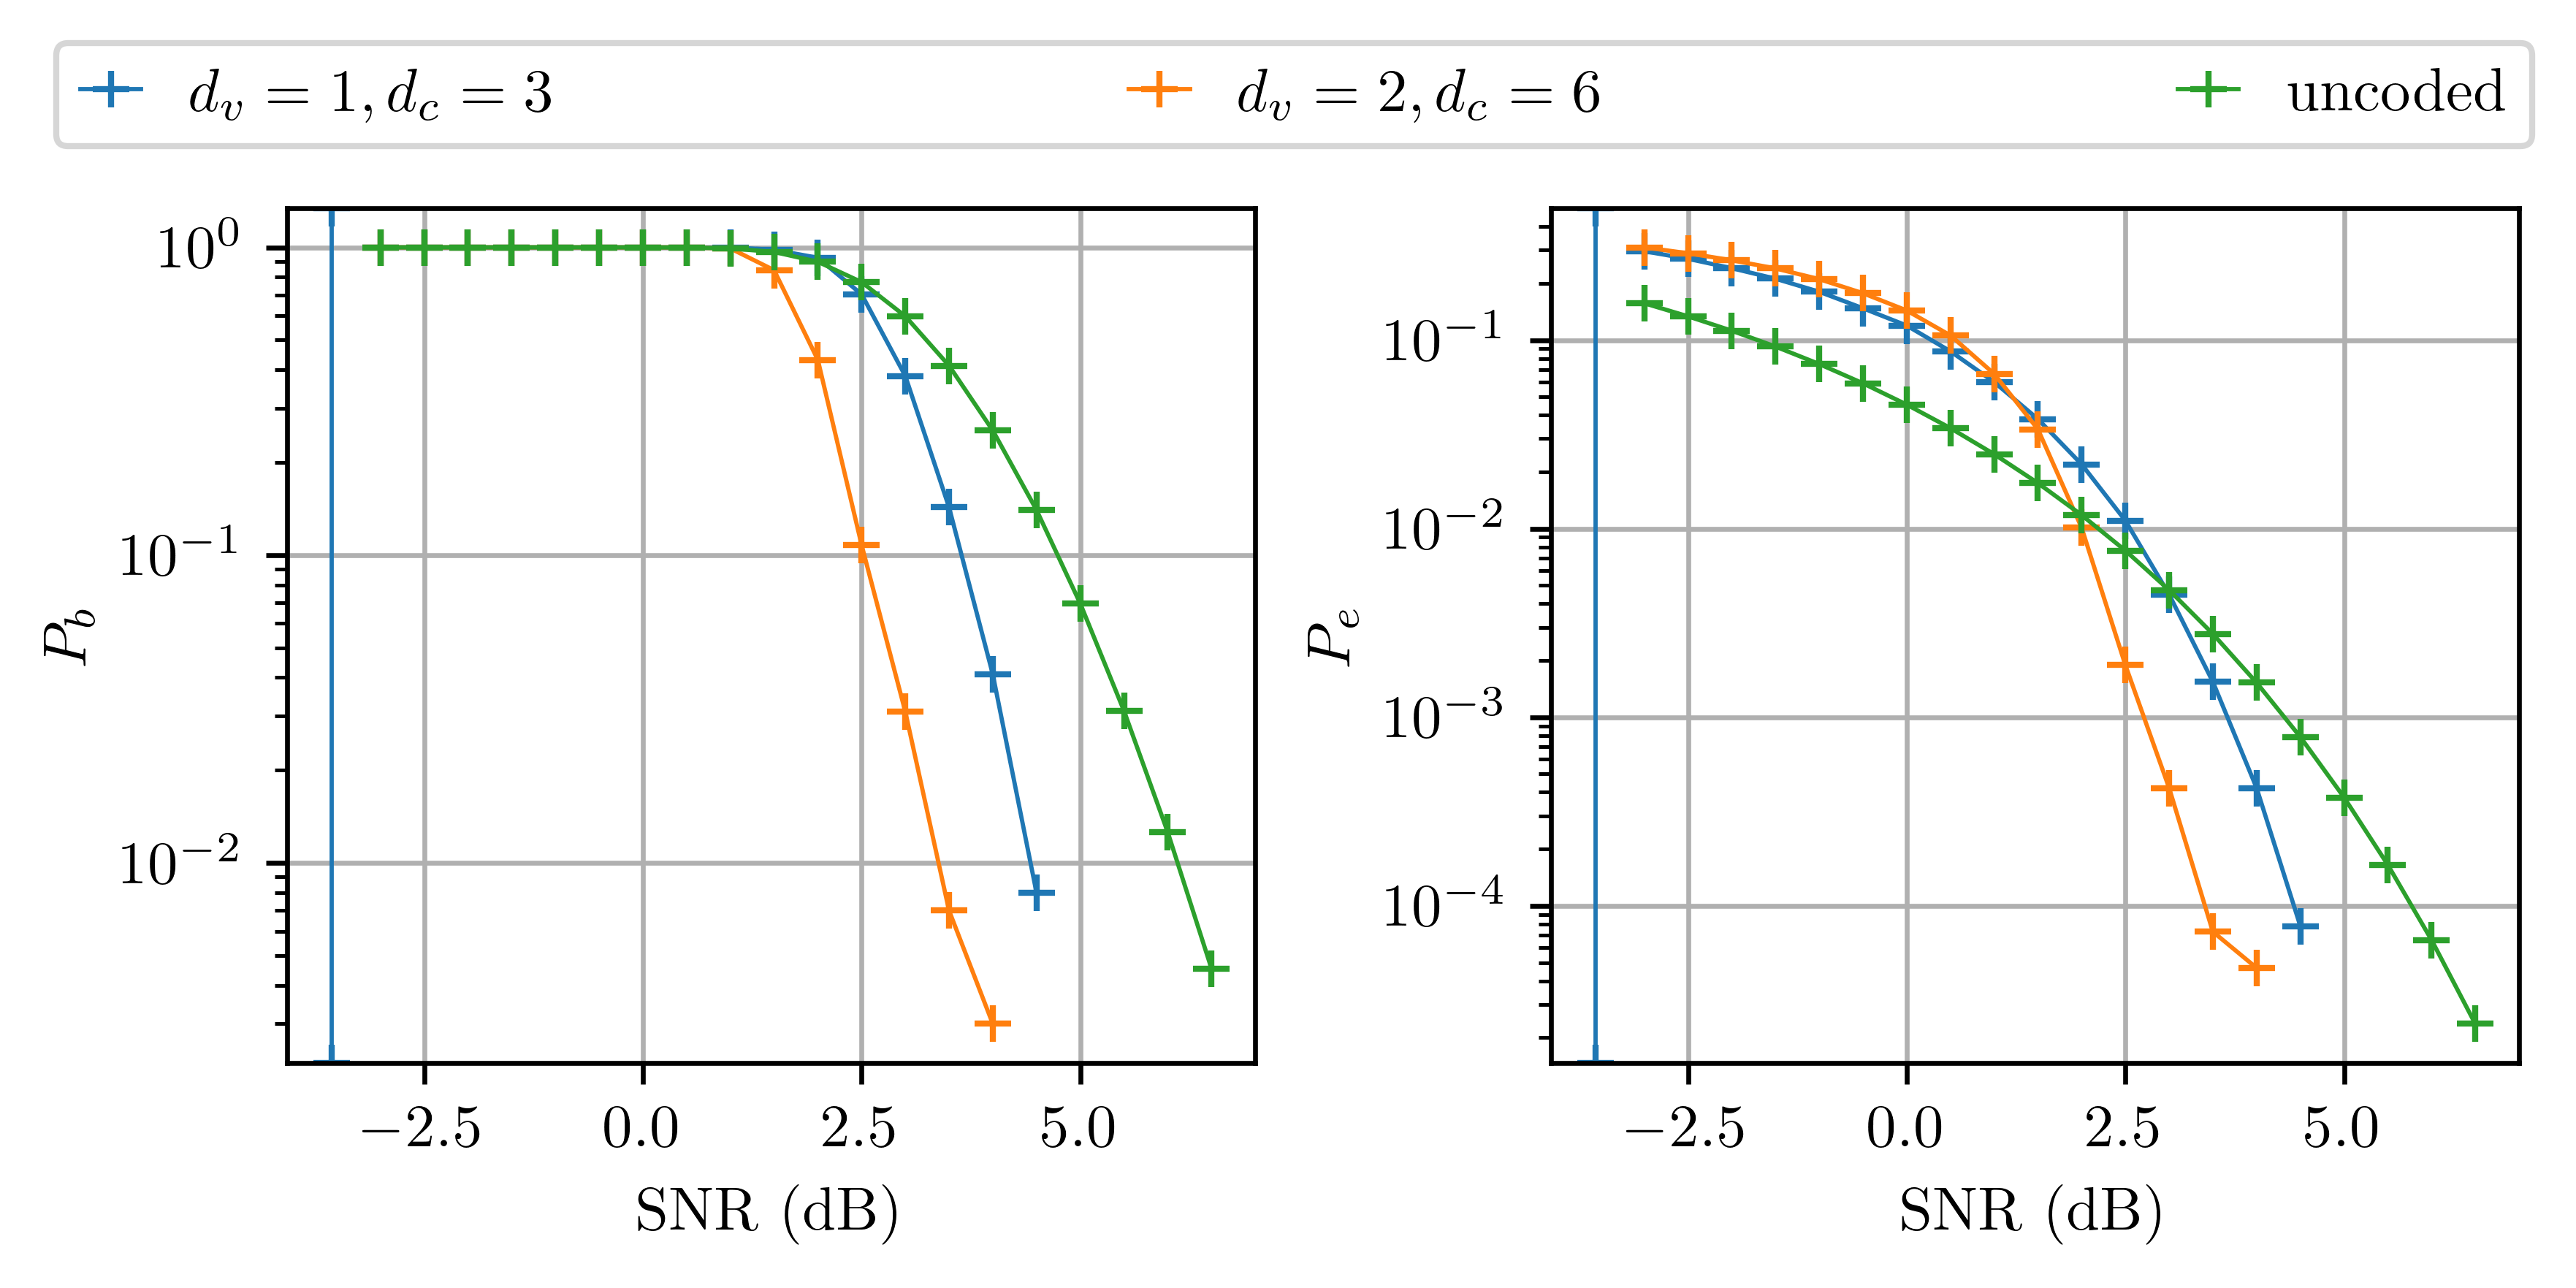 d_v = 1, d_c = 3
d_v = 2, d_c = 6
uncoded
10^0
10^−1
10^−2
P_b
−2.5 0.0 2.5 5.0
SNR (dB)
10^−1
10^−2
10^−3
10^−4
P_e
−2.5 0.0 2.5 5.0
SNR (dB)